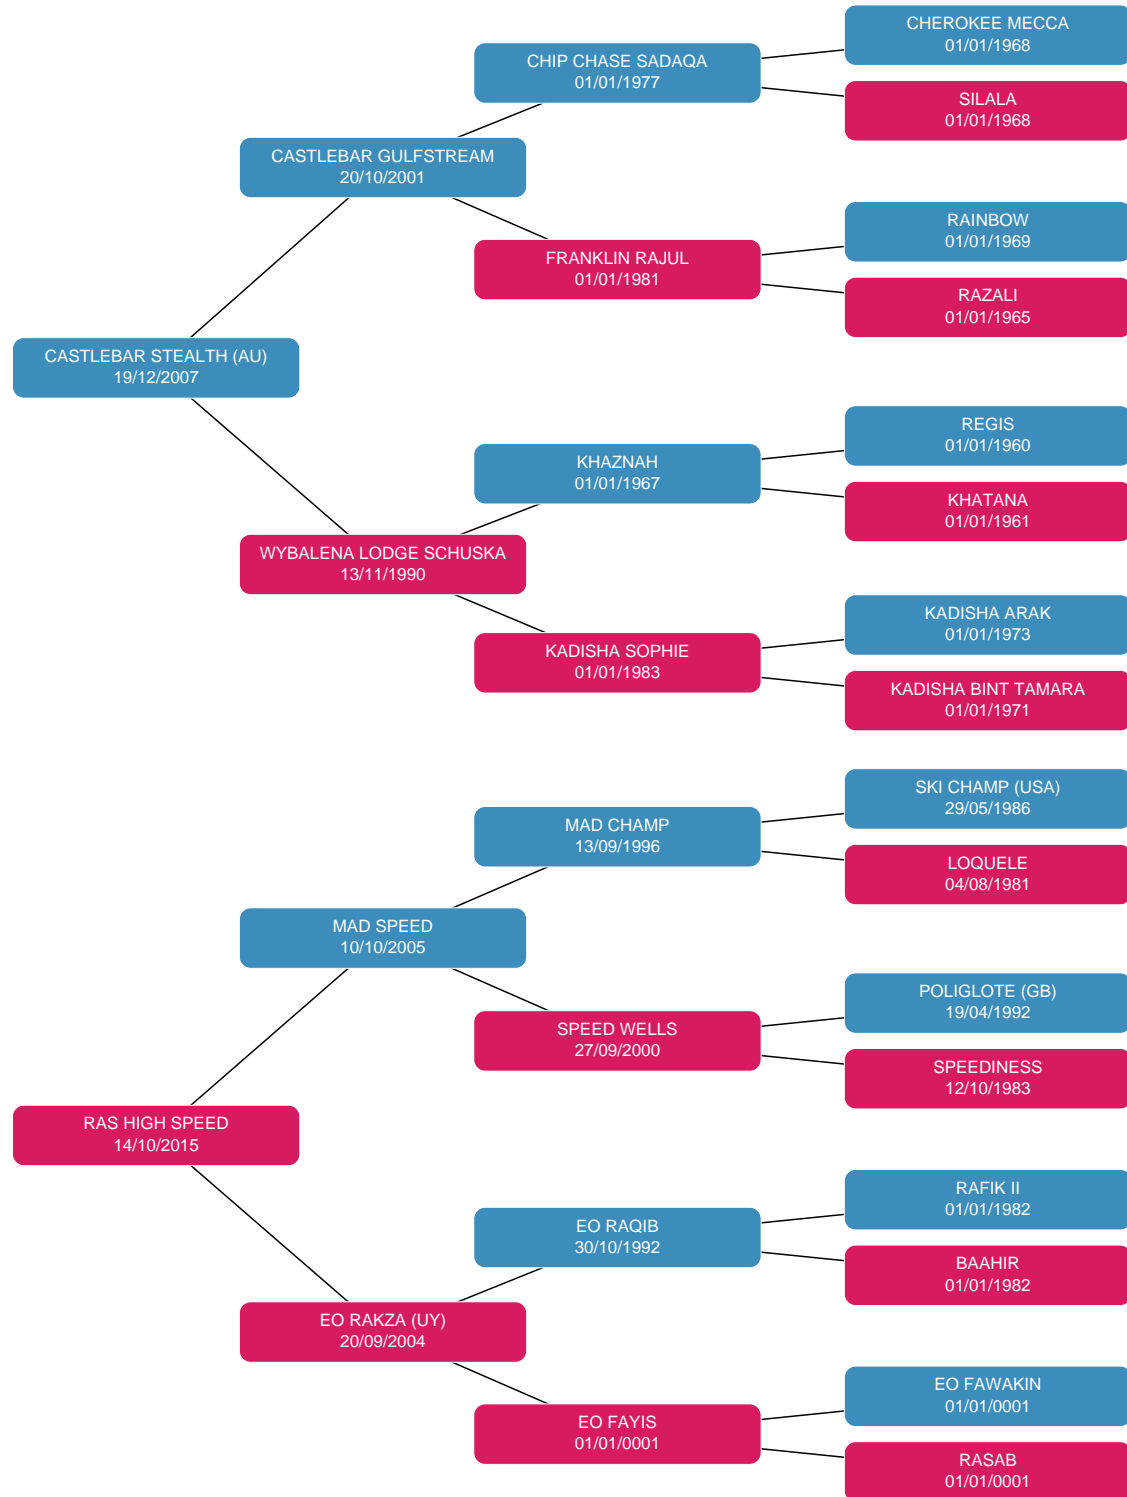 CHEROKEE MECCA
01/01/1968
CHIP CHASE SADAQA
01/01/1977
SILALA
01/01/1968
CASTLEBAR GULFSTREAM
20/10/2001
RAINBOW
01/01/1969
FRANKLIN RAJUL
01/01/1981
RAZALI
01/01/1965
CASTLEBAR STEALTH (AU)
19/12/2007
REGIS
01/01/1960
KHAZNAH
01/01/1967
KHATANA
01/01/1961
WYBALENA LODGE SCHUSKA
13/11/1990
KADISHA ARAK
01/01/1973
KADISHA SOPHIE
01/01/1983
KADISHA BINT TAMARA
01/01/1971
SKI CHAMP (USA)
29/05/1986
MAD CHAMP
13/09/1996
LOQUELE
04/08/1981
MAD SPEED
10/10/2005
POLIGLOTE (GB)
19/04/1992
SPEED WELLS
27/09/2000
SPEEDINESS
12/10/1983
RAS HIGH SPEED
14/10/2015
RAFIK II
01/01/1982
EO RAQIB
30/10/1992
BAAHIR
01/01/1982
EO RAKZA (UY)
20/09/2004
EO FAWAKIN
01/01/0001
EO FAYIS
01/01/0001
RASAB
01/01/0001